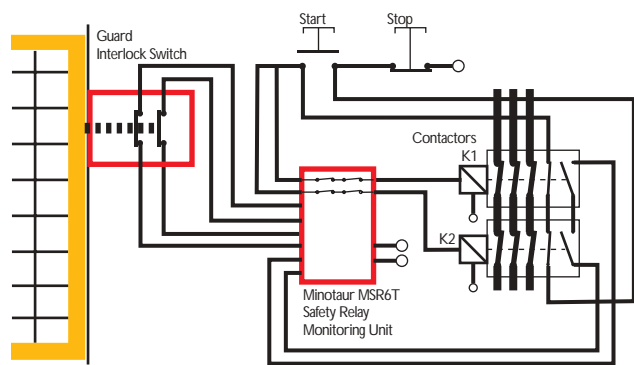 Start
Stop
Guard
Interlock Switch
Contactors
K1
K2
Minotaur MSR6T
Safety Relay
Monitoring Unit